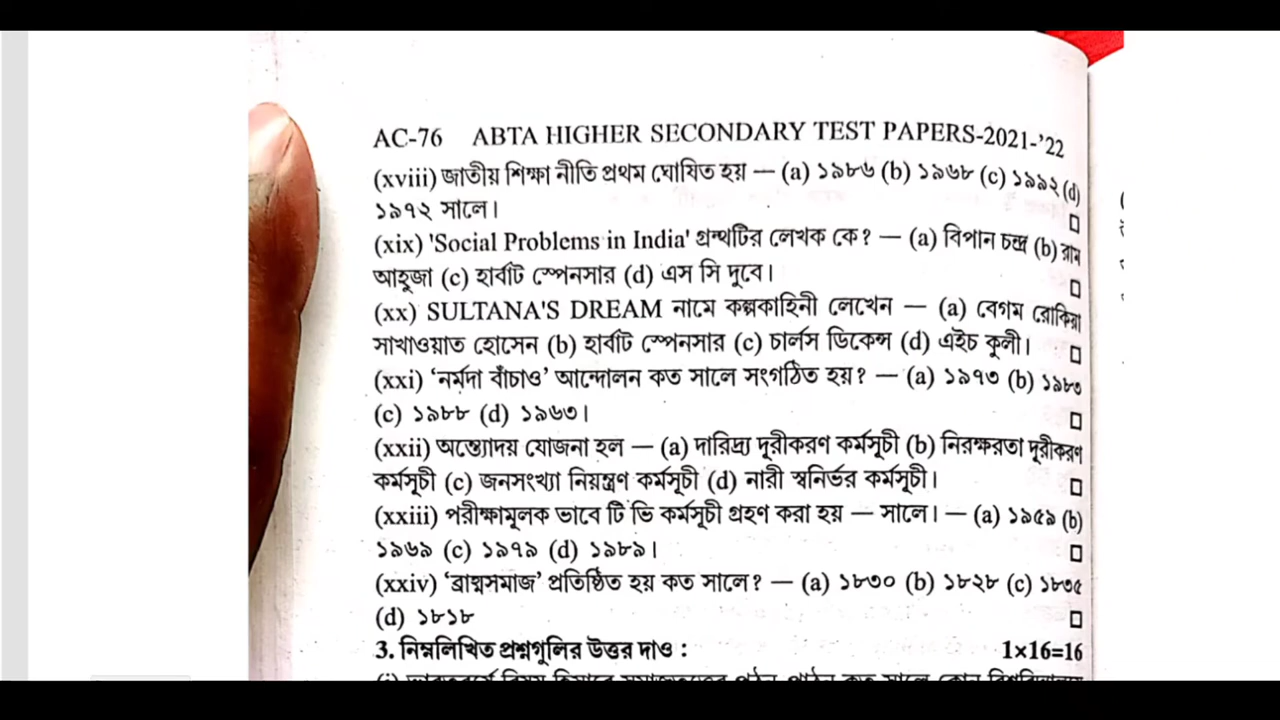 AC-76 ABTA HIGHER SECONDARY TEST PAPERS-2021-'22
(xviii) জাতীয় শিক্ষা নীতি প্রথম ঘোষিত হয় — (a) ১৯৮৬ (b) ১৯৬৮ (c) ১৯৯২ (d)
১৯৭২ সালে।
(xix) 'Social Problems in India' গ্রন্থটির লেখক কে? — (a) বিপান চন্দ্র (b) রাম
আহুজা (c) হার্বাট স্পেনসার (d) এস সি দুবে।
(xx) SULTANA'S DREAM নামে কল্পকাহিনী লেখেন — (a) বেগম রোকিয়া
সাখাওয়াত হোসেন (b) হার্বাট স্পেনসার (c) চার্লস ডিকেন্স (d) এইচ কুলী।
(xxi) 'নর্মদা বাঁচাও' আন্দোলন কত সালে সংগঠিত হয়? — (a) ১৯৭৩ (b) ১৯৮৩
(c) ১৯৮৮ (d) ১৯৬৩।
(xxii) অন্ত্যোদয় যোজনা হল — (a) দারিদ্র্য দূরীকরণ কর্মসূচী (b) নিরক্ষরতা দূরীকরণ
কর্মসূচী (c) জনসংখ্যা নিয়ন্ত্রণ কর্মসূচী (d) নারী স্বনির্ভর কর্মসূচী।
(xxiii) পরীক্ষামূলক ভাবে টি ভি কর্মসূচী গ্রহণ করা হয় — সালে। — (a) ১৯৫৯ (b)
১৯৬৯ (c) ১৯৭৯ (d) ১৯৮৯।
(xxiv) 'ব্রাহ্মসমাজ' প্রতিষ্ঠিত হয় কত সালে? — (a) ১৮৩০ (b) ১৮২৮ (c) ১৮৩৫
(d) ১৮১৮
3. নিম্নলিখিত প্রশ্নগুলির উত্তর দাও : 1×16=16